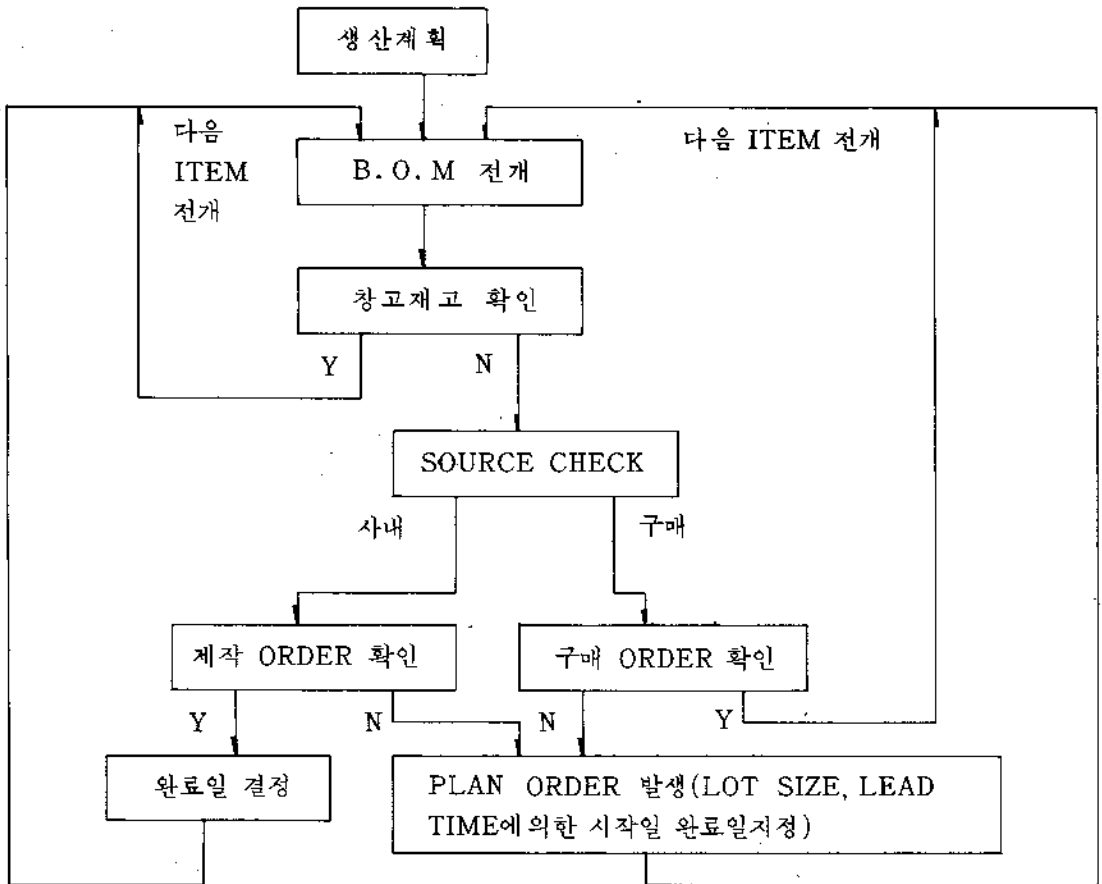 생산계획
다음
ITEM
전개
다음 ITEM 전개
B.O.M 전개
창고재고 확인
Y
N
SOURCE CHECK
사내
구매
제작 ORDER 확인
구매 ORDER 확인
Y
N
N
Y
완료일 결정
PLAN ORDER 발생(LOT SIZE, LEAD
TIME에의한 시작일 완료일지정)